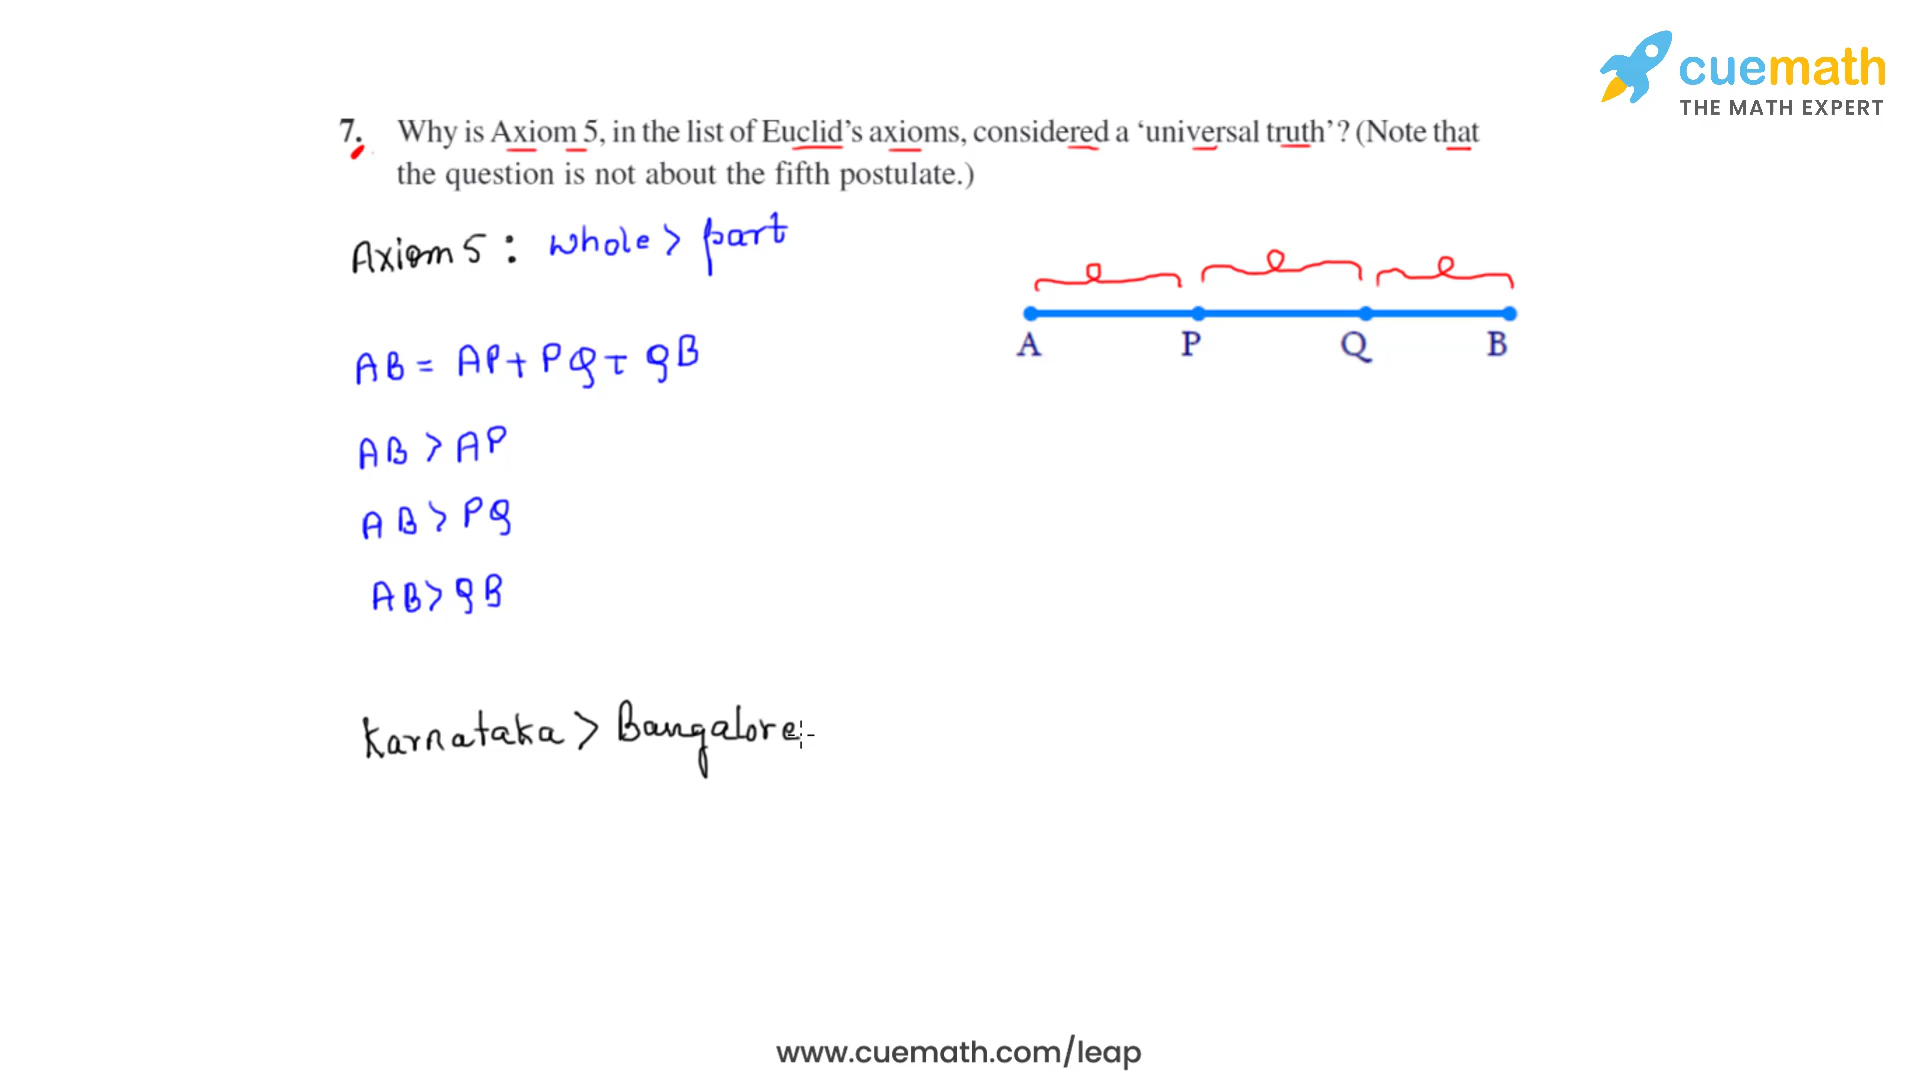 cuemath
THE MATH EXPERT
7. Why is Axiom 5, in the list of Euclid’s axioms, considered a ‘universal truth’? (Note that
the question is not about the fifth postulate.)
Axiom 5 : whole > part
A P Q B
AB = AP + PQ + QB
AB > AP
AB > PQ
AB > QB
Karnataka > Bangalore
www.cuemath.com/leap